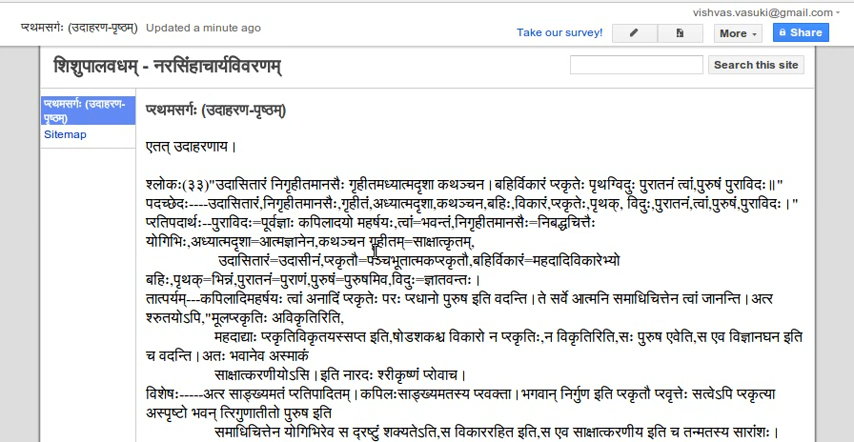 vishvas.vasuki@gmail.com
प्रथमसर्गः (उदाहरण-पृष्ठम्) Updated a minute ago
Take our survey!
More
Share
शिशुपालवधम् - नरसिंहाचार्यविवरणम्
Search this site
प्रथमसर्गः (उदाहरण-
पृष्ठम्)
Sitemap
प्रथमसर्गः (उदाहरण-पृष्ठम्)
एतत् उदाहरणाय।
श्लोकः(३३)"उदासितारं निगृहीतमानसैः गृहीतमध्यात्मदृशा कथञ्चन।बहिर्विकारं प्रकृतेः पृथग्विदुः पुरातनं त्वां,पुरुषं पुराविदः॥"
पदच्छेदः----उदासितारं,निगृहीतमानसैः,गृहीतं,अध्यात्मदृशा,कथञ्चन,बहिः,विकारं,प्रकृतेः,पृथक्, विदुः,पुरातनं,त्वां,पुरुषं,पुराविदः।"
प्रतिपदार्थः--पुराविदः=पूर्वज्ञाः कपिलादयो महर्षयः,त्वां=भवन्तं,निगृहीतमानसैः=निबद्धचित्तैः
योगिभिः,अध्यात्मदृशा=आत्मज्ञानेन,कथञ्चन गृहीतम्=साक्षात्कृतम्,
उदासितारं=उदासीनं,प्रकृतौ=पञ्चभूतात्मकप्रकृतौ,बहिर्विकारं=महदादिविकारेभ्यो
बहिः,पृथक्=भिन्नं,पुरातनं=पुराणं,पुरुषं=पुरुषमिव,विदुः=ज्ञातवन्तः।
तात्पर्यम्---कपिलादिमहर्षयः त्वां अनादिं प्रकृतेः परः प्रधानो पुरुष इति वदन्ति।ते सर्वे आत्मनि समाधिचित्तेन त्वां जानन्ति।अत्र
श्रुतयोऽपि,"मूलप्रकृतिः अविकृतिरिति,
महदाद्याः प्रकृतिविकृतयस्सप्त इति,षोडशकश्च विकारो न प्रकृतिः,न विकृतिरिति,सः पुरुष एवेति,स एव विज्ञानघन इति
च वदन्ति।अतः भवानेव अस्माकं
साक्षात्करणीयोऽसि।इति नारदः श्रीकृष्णं प्रोवाच।
विशेषः-----अत्र साङ्ख्यमतं प्रतिपादितम्।कपिलःसाङ्ख्यमतस्य प्रवक्ता।भगवान् निर्गुण इति प्रकृतौ प्रवृत्तेः सत्वेऽपि प्रकृत्या
अस्पृष्टो भवन् त्रिगुणातीतो पुरुष इति
समाधिचित्तेन योगिभिरेव स द्रष्टुं शक्यतेऽति,स विकाररहित इति,स एव साक्षात्करणीय इति च तन्मतस्य सारांशः।